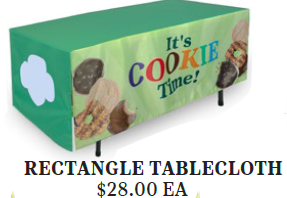 It's
COOKIE
Time!
RECTANGLE TABLECLOTH
$28.00 EA